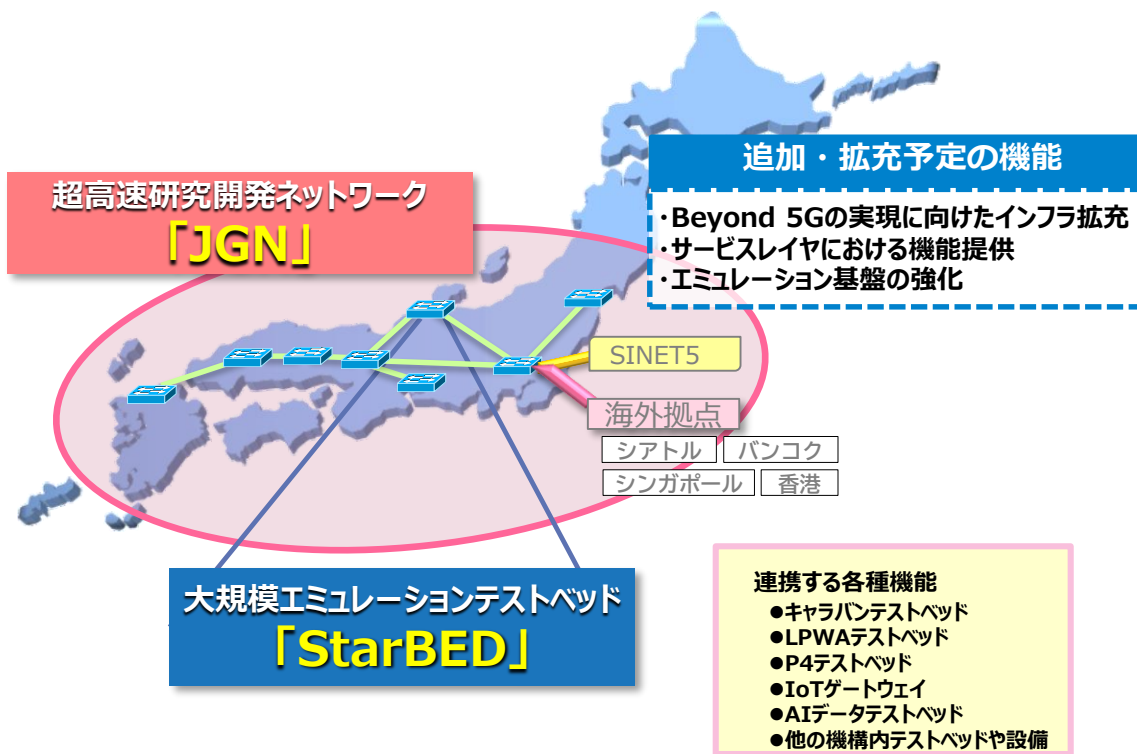 追加・拡充予定の機能
・Beyond 5Gの実現に向けたインフラ拡充
・サービスレイヤにおける機能提供
・エミュレーション基盤の強化
超高速研究開発ネットワーク
「JGN」
SINET5
海外拠点
シアトル バンコク
シンガポール 香港
大規模エミュレーションテストベッド
「StarBED」
連携する各種機能
●キャラバンテストベッド
●LPWAテストベッド
●P4テストベッド
●IoTゲートウェイ
●AIデータテストベッド
●他の機構内テストベッドや設備